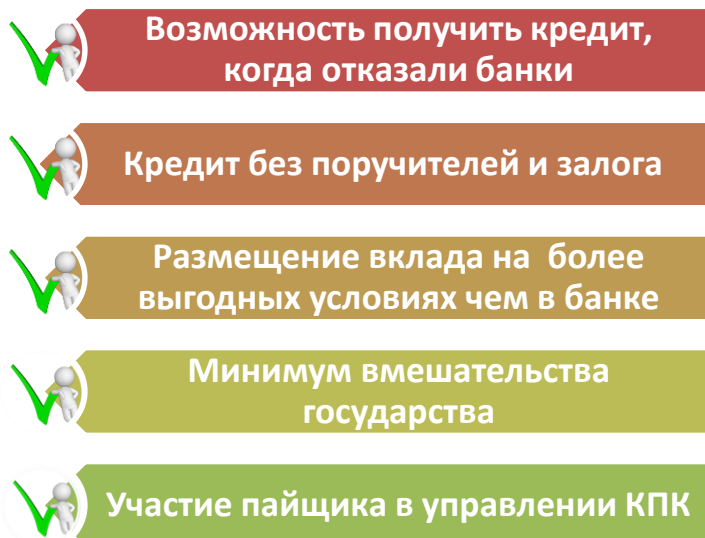 Возможность получить кредит,
когда отказали банки
Кредит без поручителей и залога
Размещение вклада на более
выгодных условиях чем в банке
Минимум вмешательства
государства
Участие пайщика в управлении КПК